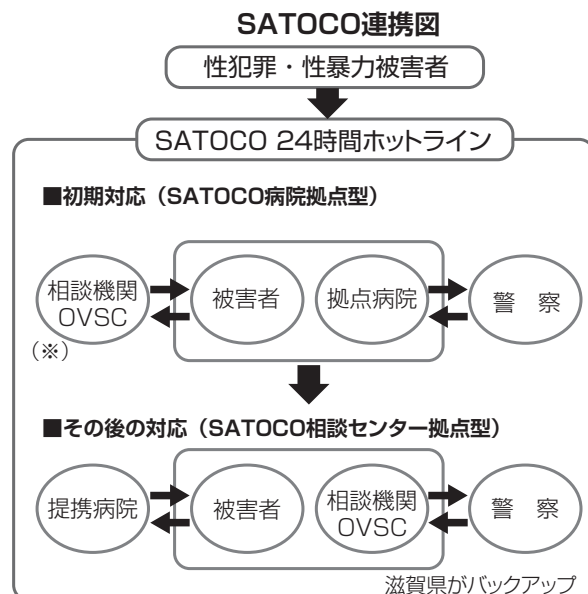 SATOCO連携図
性犯罪・性暴力被害者
SATOCO 24時間ホットライン
■初期対応（SATOCO病院拠点型）
相談機関
OVSC
被害者
拠点病院
警 察
（※）
■その後の対応（SATOCO相談センター拠点型）
提携病院
被害者
相談機関
OVSC
警 察
滋賀県がバックアップ